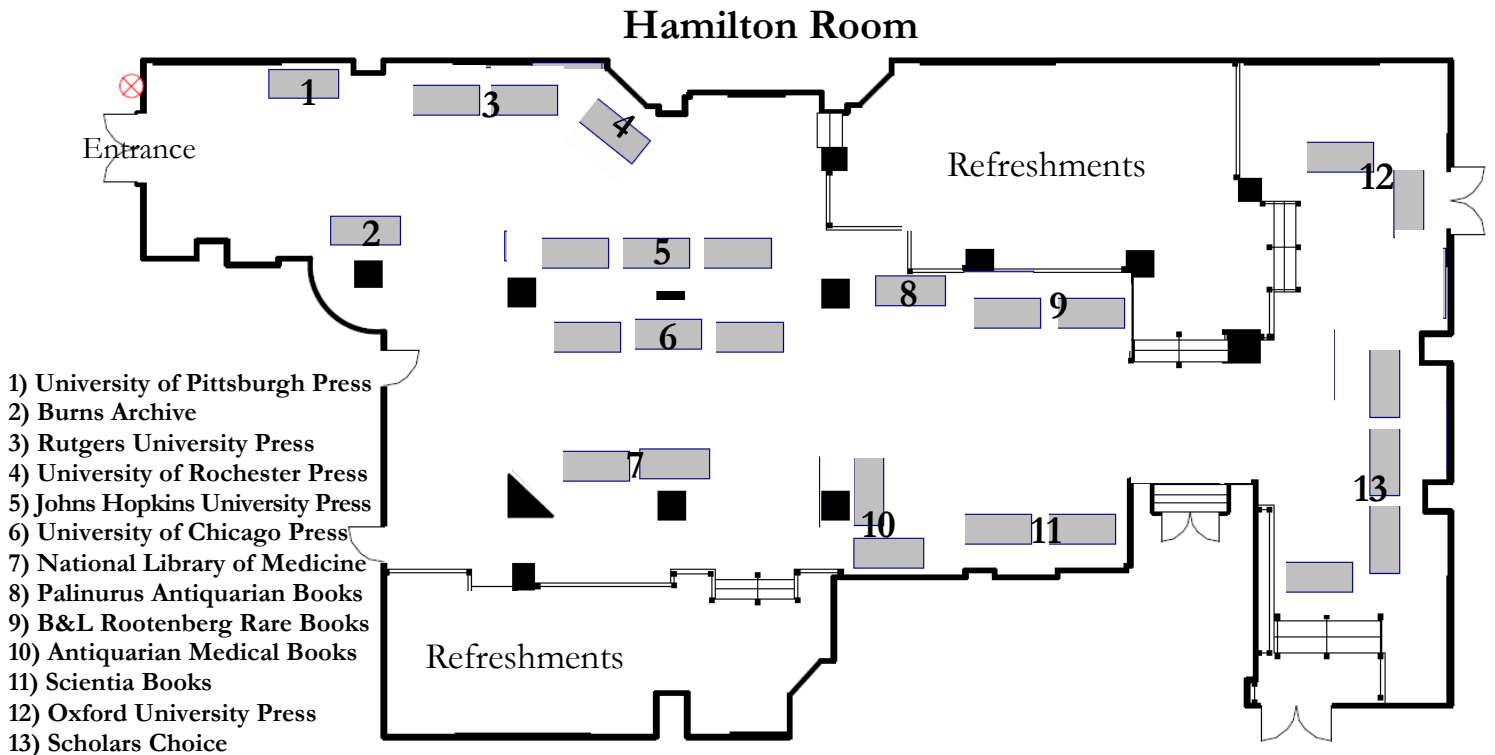 Hamilton Room
1
3
4
Entrance
Refreshments
12
2
5
8
9
6
1) University of Pittsburgh Press
2) Burns Archive
3) Rutgers University Press
4) University of Rochester Press
5) Johns Hopkins University Press
6) University of Chicago Press
7) National Library of Medicine
8) Palinurus Antiquarian Books
9) B&L Rootenberg Rare Books
10) Antiquarian Medical Books
11) Scientia Books
12) Oxford University Press
13) Scholars Choice
7
13
10
11
Refreshments